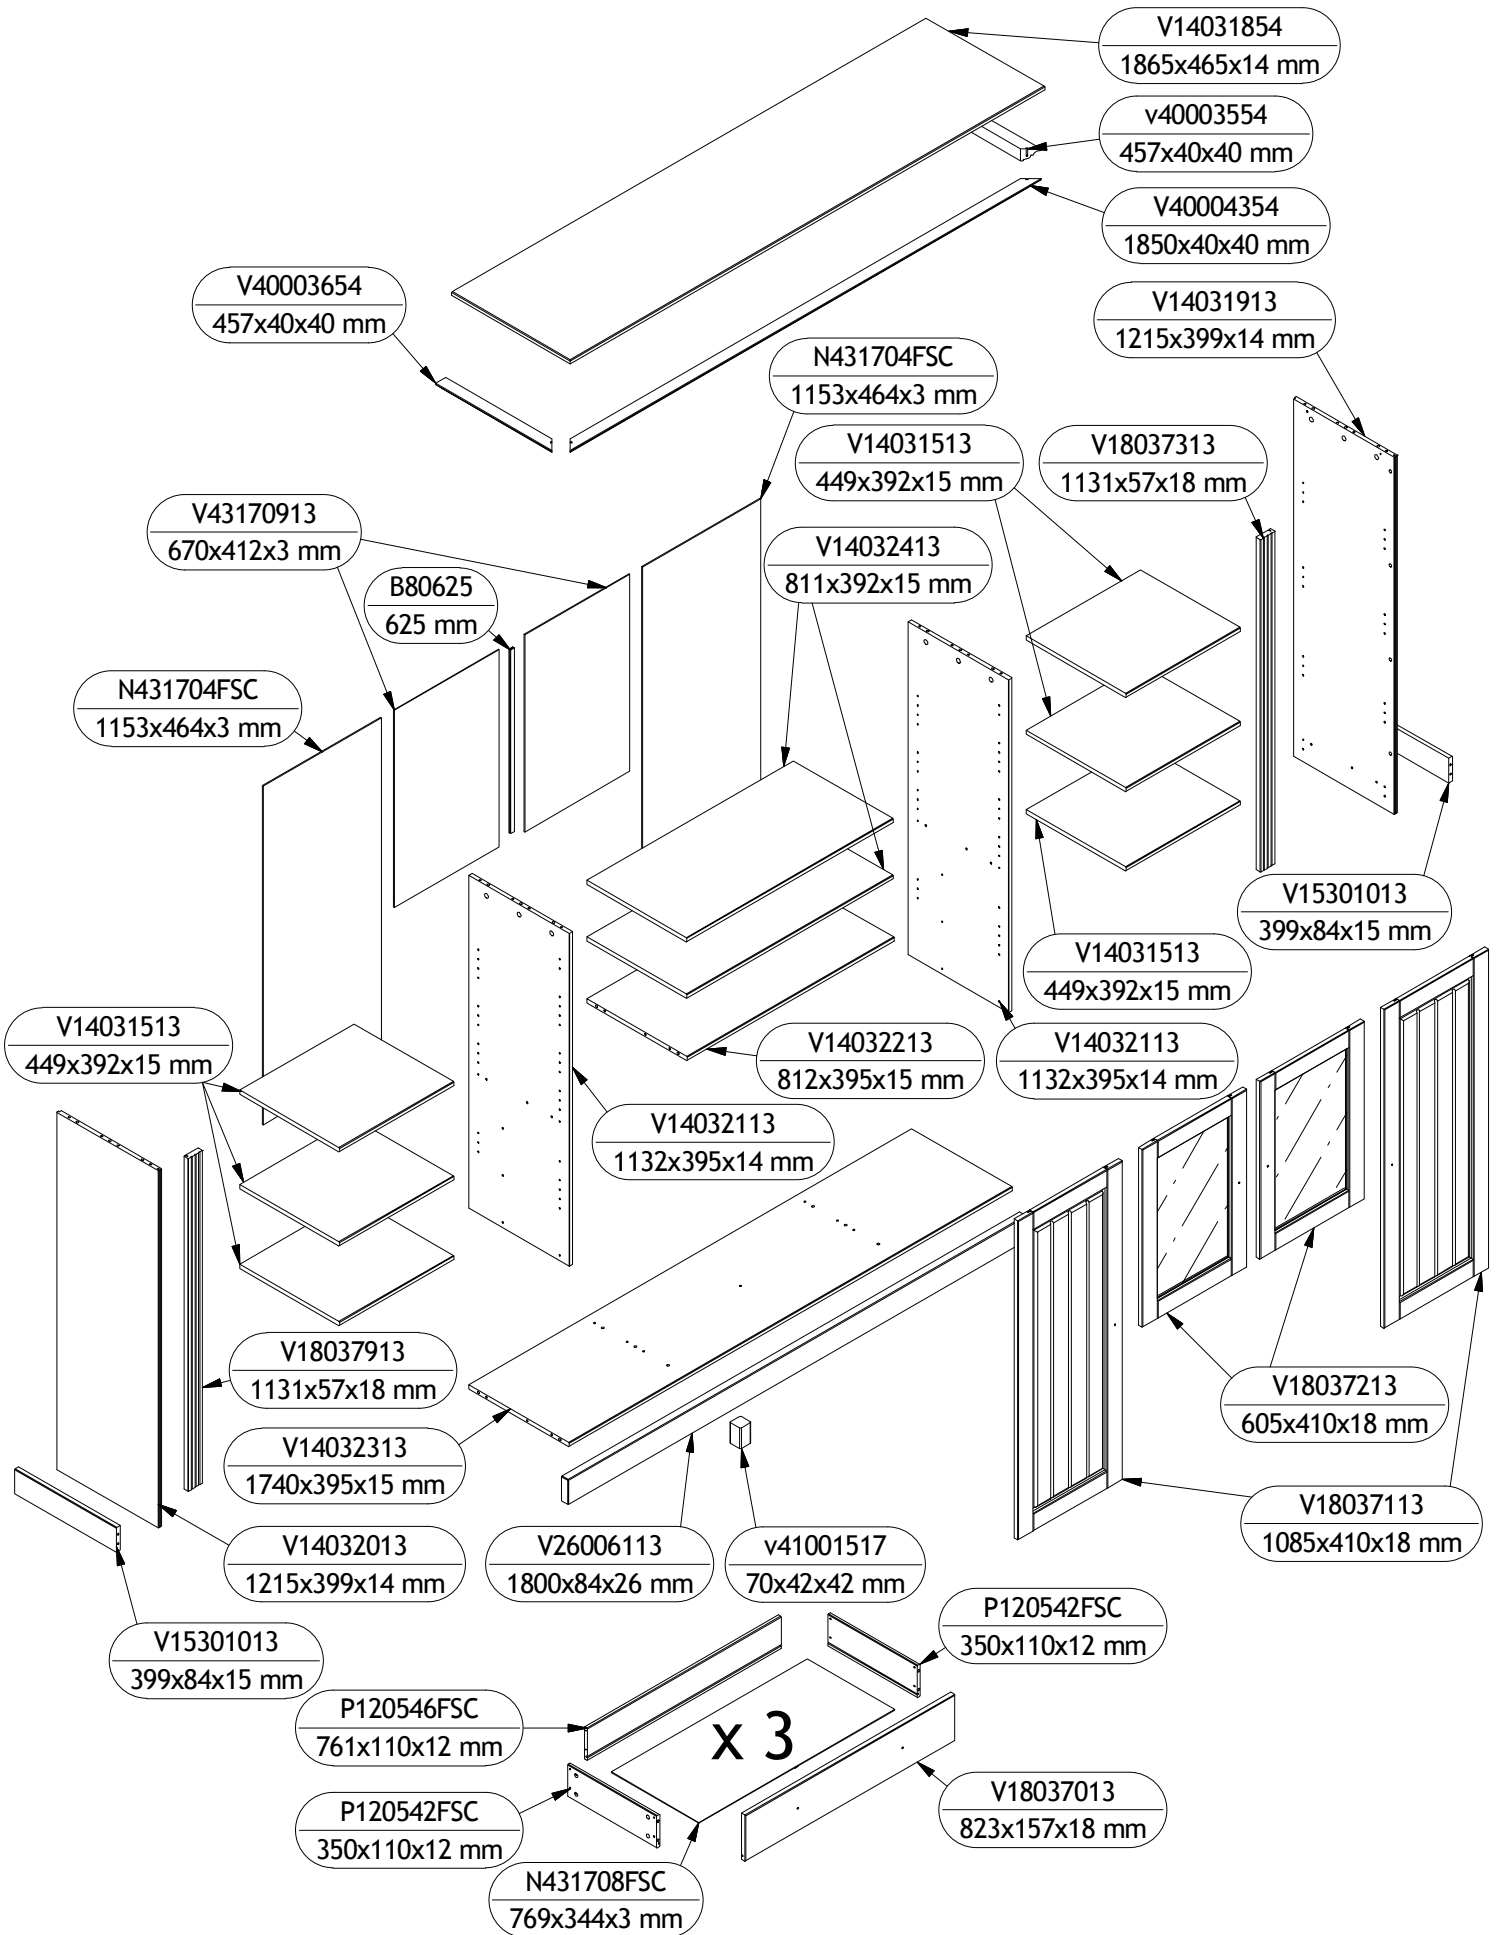 V14031854
1865x465x14 mm
v40003554
457x40x40 mm
V40004354
1850x40x40 mm
V40003654
457x40x40 mm
V14031913
1215x399x14 mm
N431704FSC
1153x464x3 mm
V14031513
449x392x15 mm
V18037313
1131x57x18 mm
V43170913
670x412x3 mm
V14032413
811x392x15 mm
B80625
625 mm
N431704FSC
1153x464x3 mm
V15301013
399x84x15 mm
V14031513
449x392x15 mm
V14031513
449x392x15 mm
V14032213
812x395x15 mm
V14032113
1132x395x14 mm
V14032113
1132x395x14 mm
V18037913
1131x57x18 mm
V18037213
605x410x18 mm
V14032313
1740x395x15 mm
V18037113
1085x410x18 mm
V14032013
1215x399x14 mm
V26006113
1800x84x26 mm
v41001517
70x42x42 mm
V15301013
399x84x15 mm
P120542FSC
350x110x12 mm
P120546FSC
761x110x12 mm
x 3
P120542FSC
350x110x12 mm
V18037013
823x157x18 mm
N431708FSC
769x344x3 mm